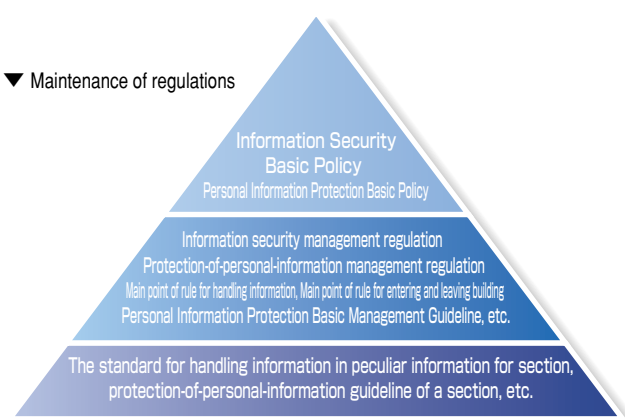 ▼ Maintenance of regulations
Information Security
Basic Policy
Personal Information Protection Basic Policy
Information security management regulation
Protection-of-personal-information management regulation
Main point of rule for handling information, Main point of rule for entering and leaving building
Personal Information Protection Basic Management Guideline, etc.
The standard for handling information in peculiar information for section,
protection-of-personal-information guideline of a section, etc.